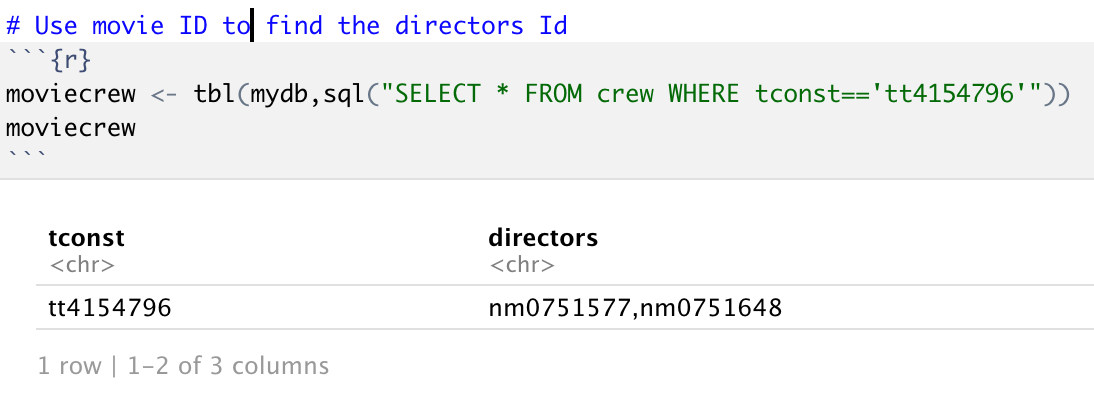 # Use movie ID to find the directors Id
```{r}
moviecrew <- tbl(mydb,sql("SELECT * FROM crew WHERE tconst=='tt4154796'"))
moviecrew
```
tconst directors
<chr> <chr>
tt4154796 nm0751577,nm0751648
1 row | 1–2 of 3 columns